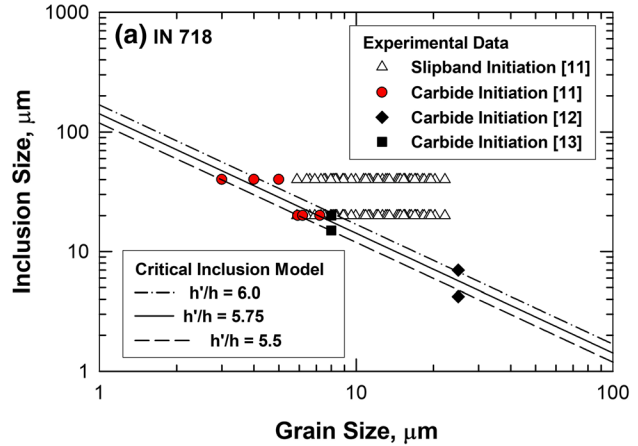 (a) IN 718
1000
100
10
1
Inclusion Size, μm
Experimental Data
Slipband Initiation [11]
Carbide Initiation [11]
Carbide Initiation [12]
Carbide Initiation [13]
Critical Inclusion Model
h'/h = 6.0
h'/h = 5.75
h'/h = 5.5
1 10 100
Grain Size, μm